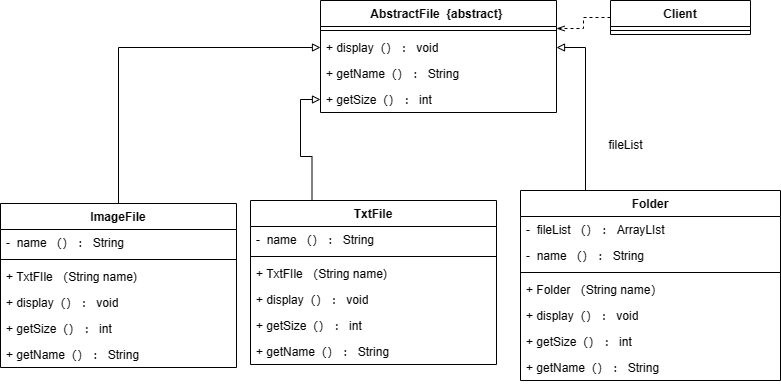 AbstractFile {abstract}
+ display () : void
+ getName () : String
+ getSize () : int
Client
fileList
ImageFile
- name () : String
+ TxtFIle (String name)
+ display () : void
+ getSize () : int
+ getName () : String
TxtFile
- name () : String
+ TxtFIle (String name)
+ display () : void
+ getSize () : int
+ getName () : String
Folder
- fileList () : ArrayLIst
- name () : String
+ Folder (String name)
+ display () : void
+ getSize () : int
+ getName () : String